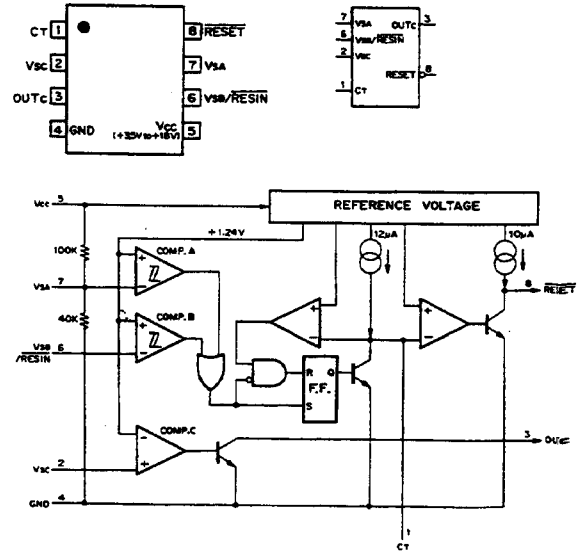 CT 1
8 RESET
VSC 2
7 VSA
OUTC 3
6 VSB/RESIN
4 GND
VCC 5
(+3.5V to +18V)
7 VSA
OUTC 3
6 VSB/RESIN
2 VSC
RESET 8
1 CT
VCC 5
REFERENCE VOLTAGE
+1.24V
12μA
10μA
100K
COMP.A
VSA 7
8 RESET
40K
COMP.B
VSB 6
/RESIN
R Q
F.F.
S
COMP.C
3 OUTC
VSC 2
GND 4
1
CT